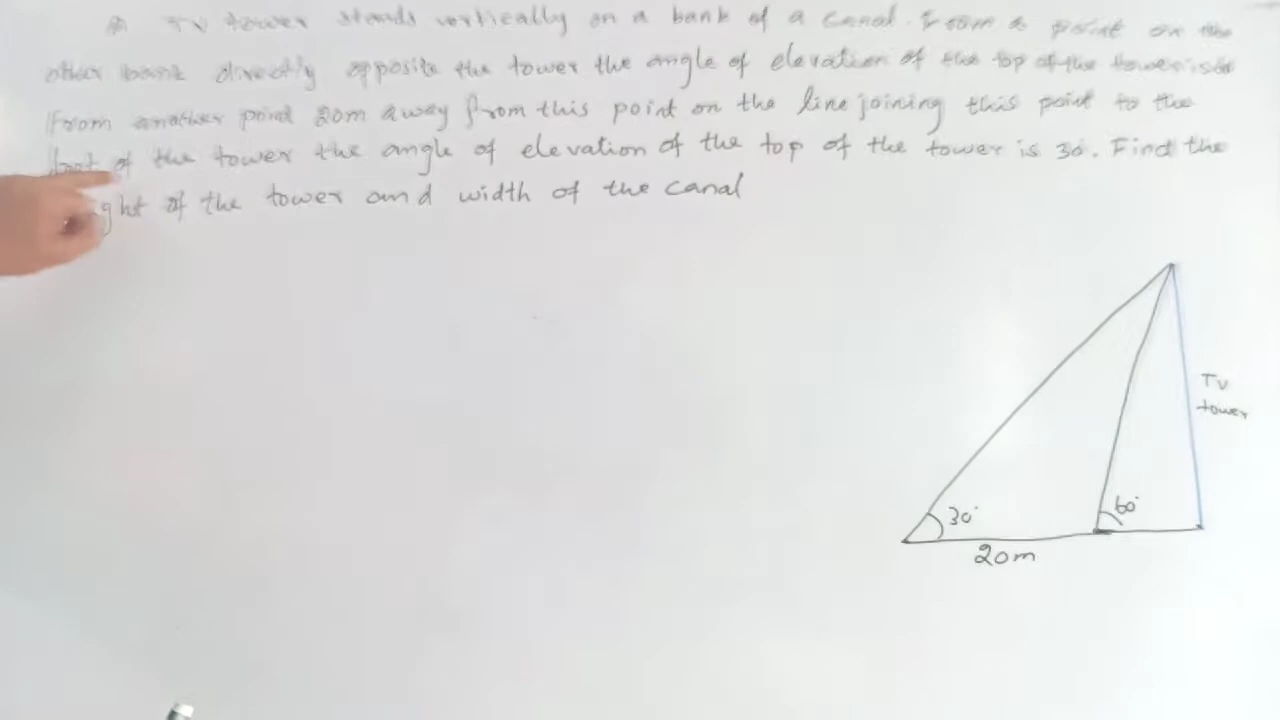 A TV tower stands vertically on a bank of a canal. From a point on the
other bank directly opposite the tower the angle of elevation of the top of the tower is 60
From another point 20m away from this point on the line joining this point to the
foot of the tower the angle of elevation of the top of the tower is 30. Find the
ght of the tower and width of the canal
TV
tower
60°
30°
20m